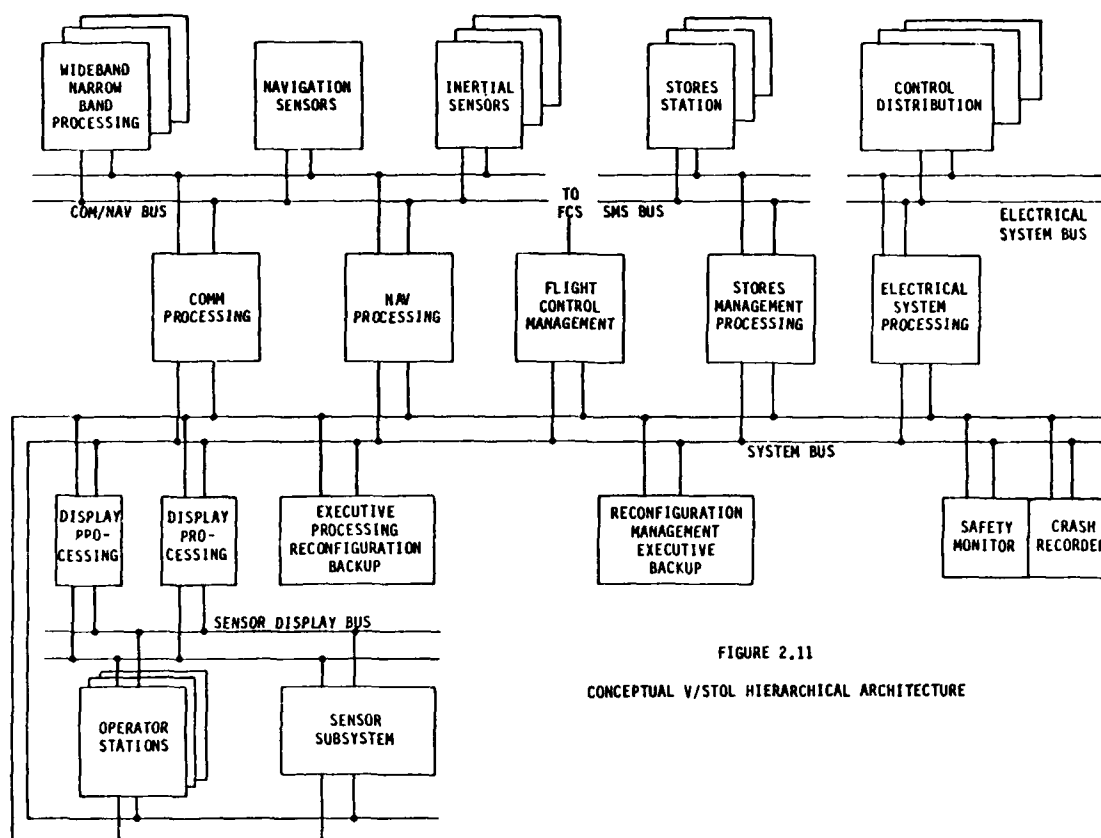 WIDEBAND
NARROW
BAND
PROCESSING
NAVIGATION
SENSORS
INERTIAL
SENSORS
STORES
STATION
CONTROL
DISTRIBUTION
COM/NAV BUS
TO
FCS
SMS BUS
ELECTRICAL
SYSTEM BUS
COMM
PROCESSING
NAV
PROCESSING
FLIGHT
CONTROL
MANAGEMENT
STORES
MANAGEMENT
PROCESSING
ELECTRICAL
SYSTEM
PROCESSING
SYSTEM BUS
DISPLAY
PPO-
CESSING
DISPLAY
PRO-
CESSING
EXECUTIVE
PROCESSING
RECONFIGURATION
BACKUP
RECONFIGURATION
MANAGEMENT
EXECUTIVE
BACKUP
SAFETY
MONITOR
CRASH
RECORDER
SENSOR DISPLAY BUS
OPERATOR
STATIONS
SENSOR
SUBSYSTEM
FIGURE 2.11
CONCEPTUAL V/STOL HIERARCHICAL ARCHITECTURE